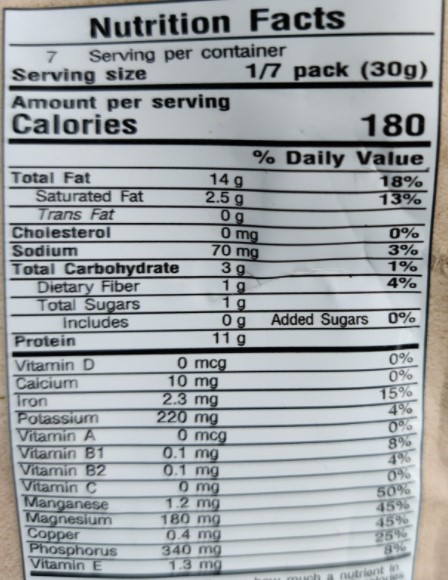 Nutrition Facts
7 Serving per container
Serving size 1/7 pack (30g)
Amount per serving
Calories 180
% Daily Value
Total Fat 14 g 18%
Saturated Fat 2.5 g 13%
Trans Fat 0 g
Cholesterol 0 mg 0%
Sodium 70 mg 3%
Total Carbohydrate 3 g 1%
Dietary Fiber 1 g 4%
Total Sugars 1 g
Includes 0 g Added Sugars 0%
Protein 11 g
Vitamin D 0 mcg 0%
Calcium 10 mg 0%
Iron 2.3 mg 15%
Potassium 220 mg 4%
Vitamin A 0 mcg 0%
Vitamin B1 0.1 mg 8%
Vitamin B2 0.1 mg 4%
Vitamin C 0 mg 0%
Manganese 1.2 mg 50%
Magnesium 180 mg 45%
Copper 0.4 mg 45%
Phosphorus 340 mg 25%
Vitamin E 1.3 mg 8%
much a nutrient in